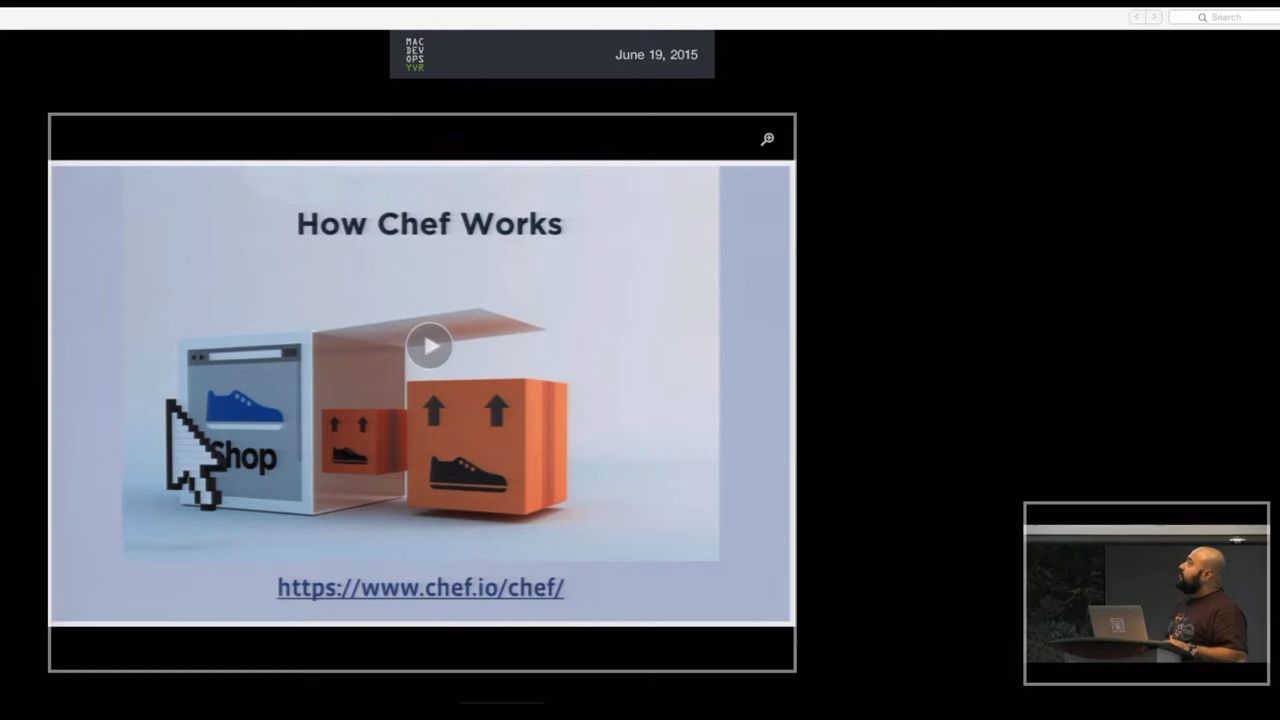 Search
MAC
DEV
OPS
YVR
June 19, 2015
How Chef Works
Shop
https://www.chef.io/chef/